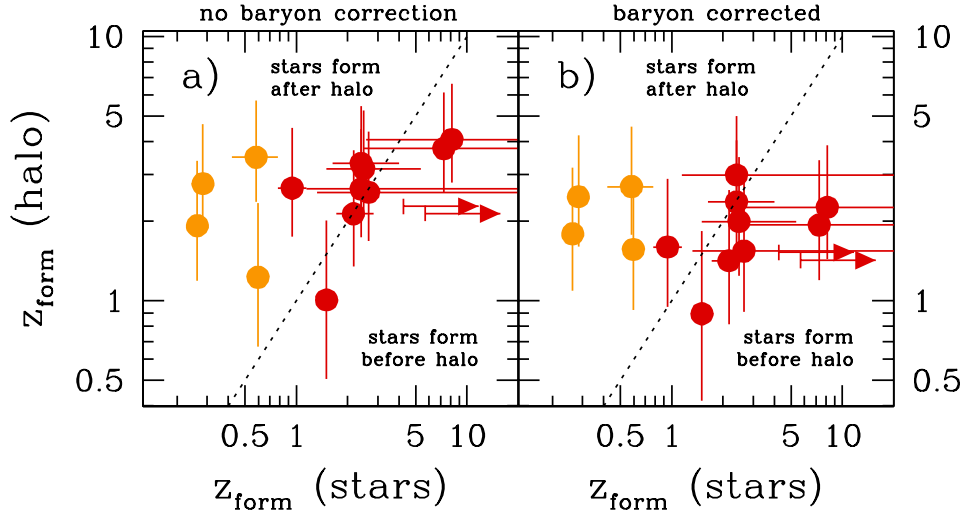 no baryon correction
baryon corrected
10
5
1
0.5
z_form (halo)
a)
stars form
after halo
stars form
before halo
b)
stars form
after halo
stars form
before halo
10
5
1
0.5
0.5 1 5 10
0.5 1 5 10
z_form (stars)
z_form (stars)